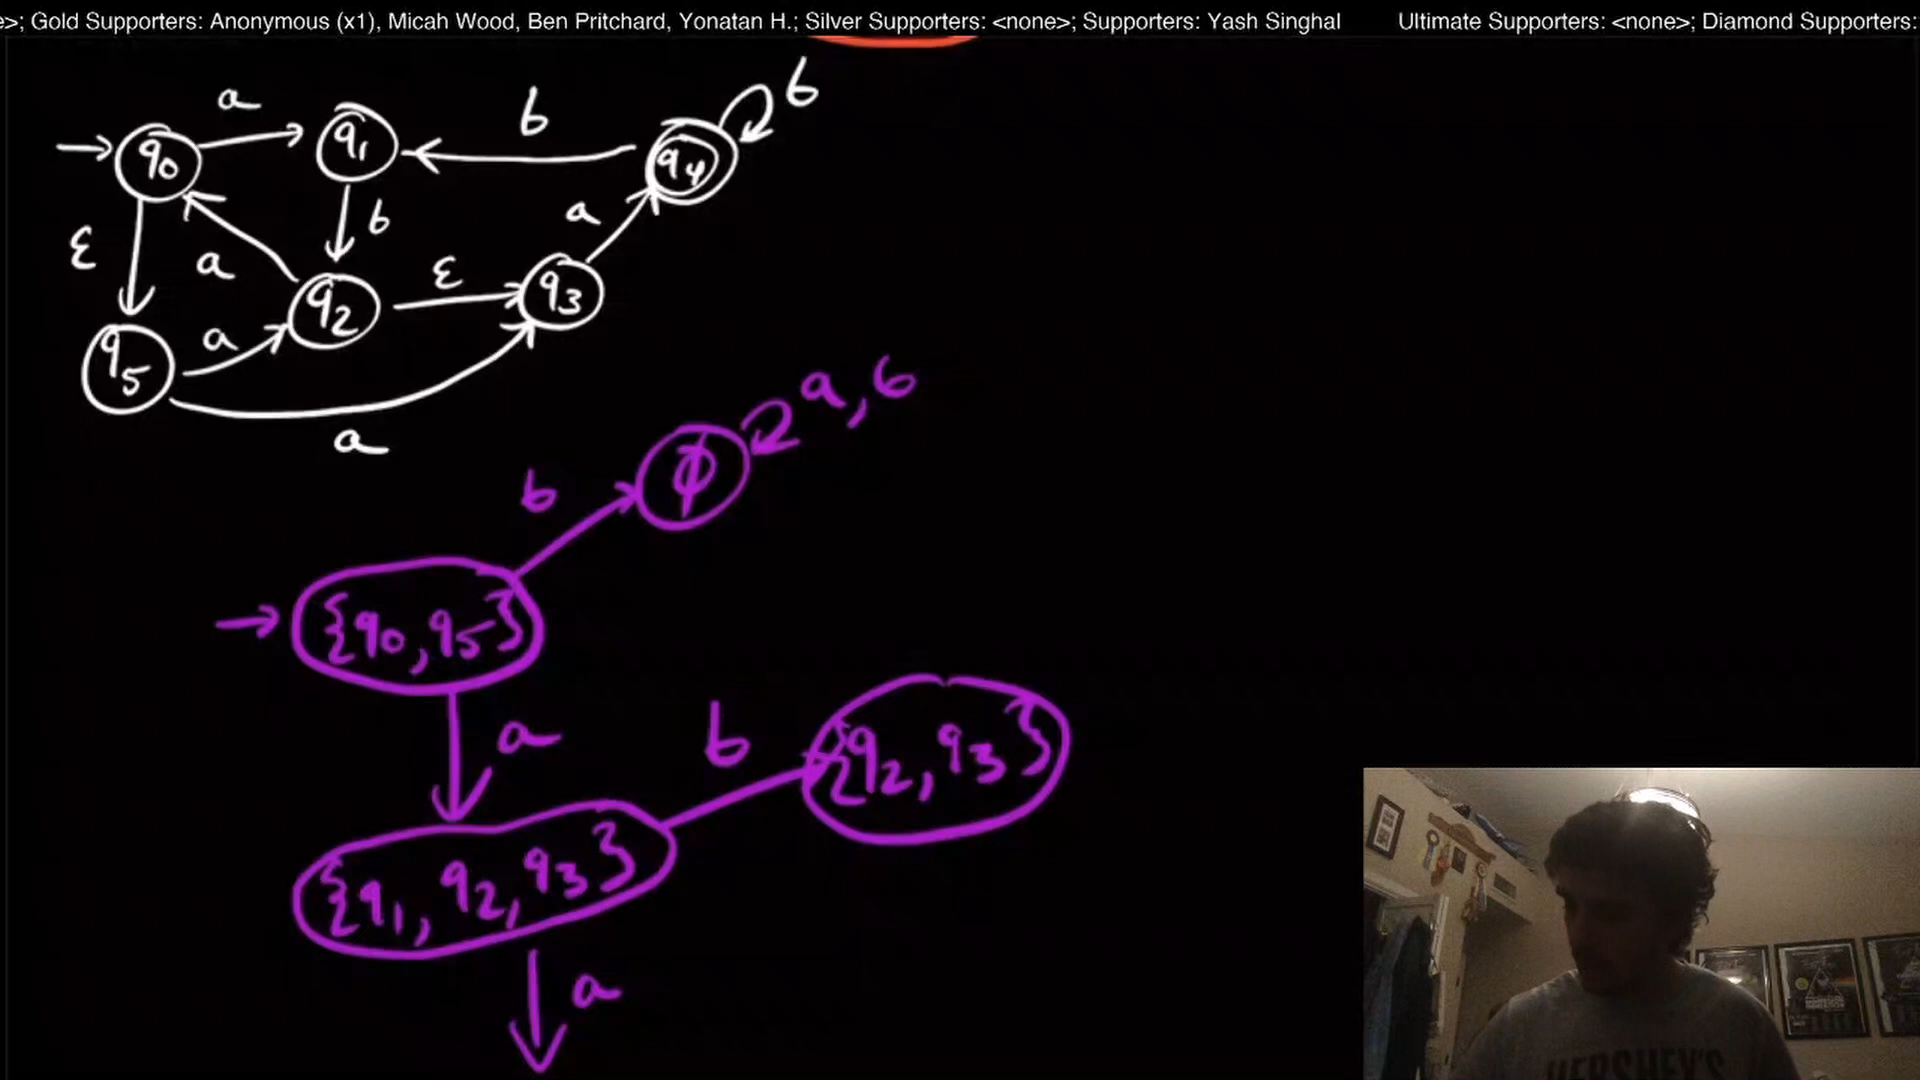 e>; Gold Supporters: Anonymous (x1), Micah Wood, Ben Pritchard, Yonatan H.; Silver Supporters: <none>; Supporters: Yash Singhal Ultimate Supporters: <none>; Diamond Supporters:
b
a
b
q0
q1
q4
b
a
ε
a
ε
q2
q3
a
q5
a
a, b
φ
b
{q0, q5}
a
b
{q2, q3}
{q1, q2, q3}
a
HERSHEY'S